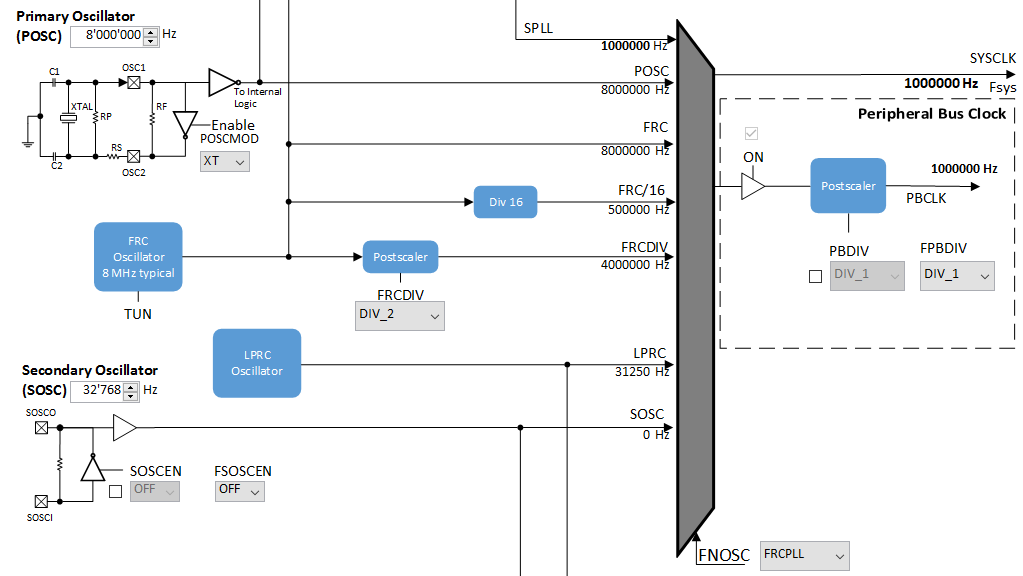 Primary Oscillator
(POSC) 8'000'000 Hz
C1
OSC1
XTAL
RP
RF
RS
C2
OSC2
To Internal
Logic
Enable
POSCMOD
XT
FRC
Oscillator
8 MHz typical
TUN
Div 16
Postscaler
FRCDIV
DIV_2
LPRC
Oscillator
Secondary Oscillator
(SOSC) 32'768 Hz
SOSCO
SOSCI
SOSCEN
OFF
FSOSCEN
OFF
SPLL
1000000 Hz
POSC
8000000 Hz
FRC
8000000 Hz
FRC/16
500000 Hz
FRCDIV
4000000 Hz
LPRC
31250 Hz
SOSC
0 Hz
FNOSC FRCPLL
SYSCLK
1000000 Hz Fsys
Peripheral Bus Clock
ON
Postscaler
1000000 Hz
PBCLK
PBDIV
DIV_1
FPBDIV
DIV_1